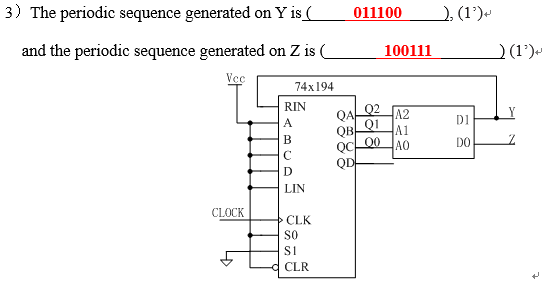 3）The periodic sequence generated on Y is ( 011100 ), (1’)↵
and the periodic sequence generated on Z is ( 100111 ) (1’)↵
Vcc
74x194
RIN
A
B
C
D
LIN
CLOCK
CLK
S0
S1
CLR
QA Q2 A2
QB Q1 A1
QC Q0 A0
QD
D1 Y
D0 Z
↵